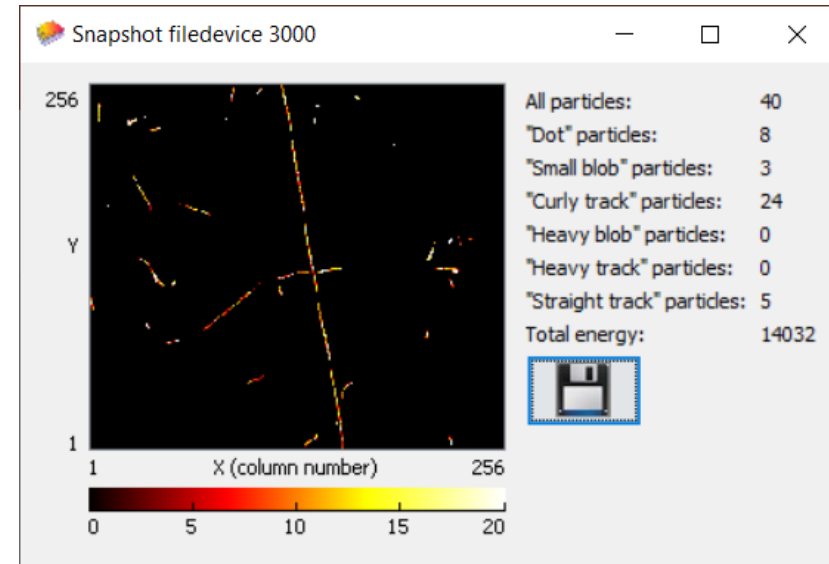 Snapshot filedevice 3000
256
Y
1
1 X (column number) 256
0 5 10 15 20
All particles: 40
"Dot" particles: 8
"Small blob" particles: 3
"Curly track" particles: 24
"Heavy blob" particles: 0
"Heavy track" particles: 0
"Straight track" particles: 5
Total energy: 14032